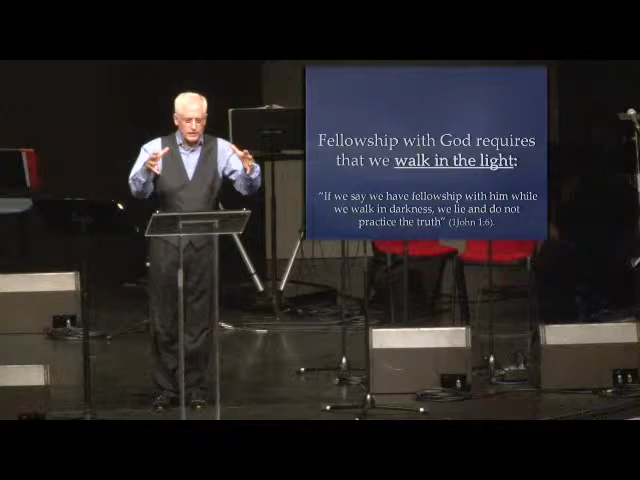 Fellowship with God requires
that we walk in the light:
“If we say we have fellowship with him while
we walk in darkness, we lie and do not
practice the truth” (1John 1:6).